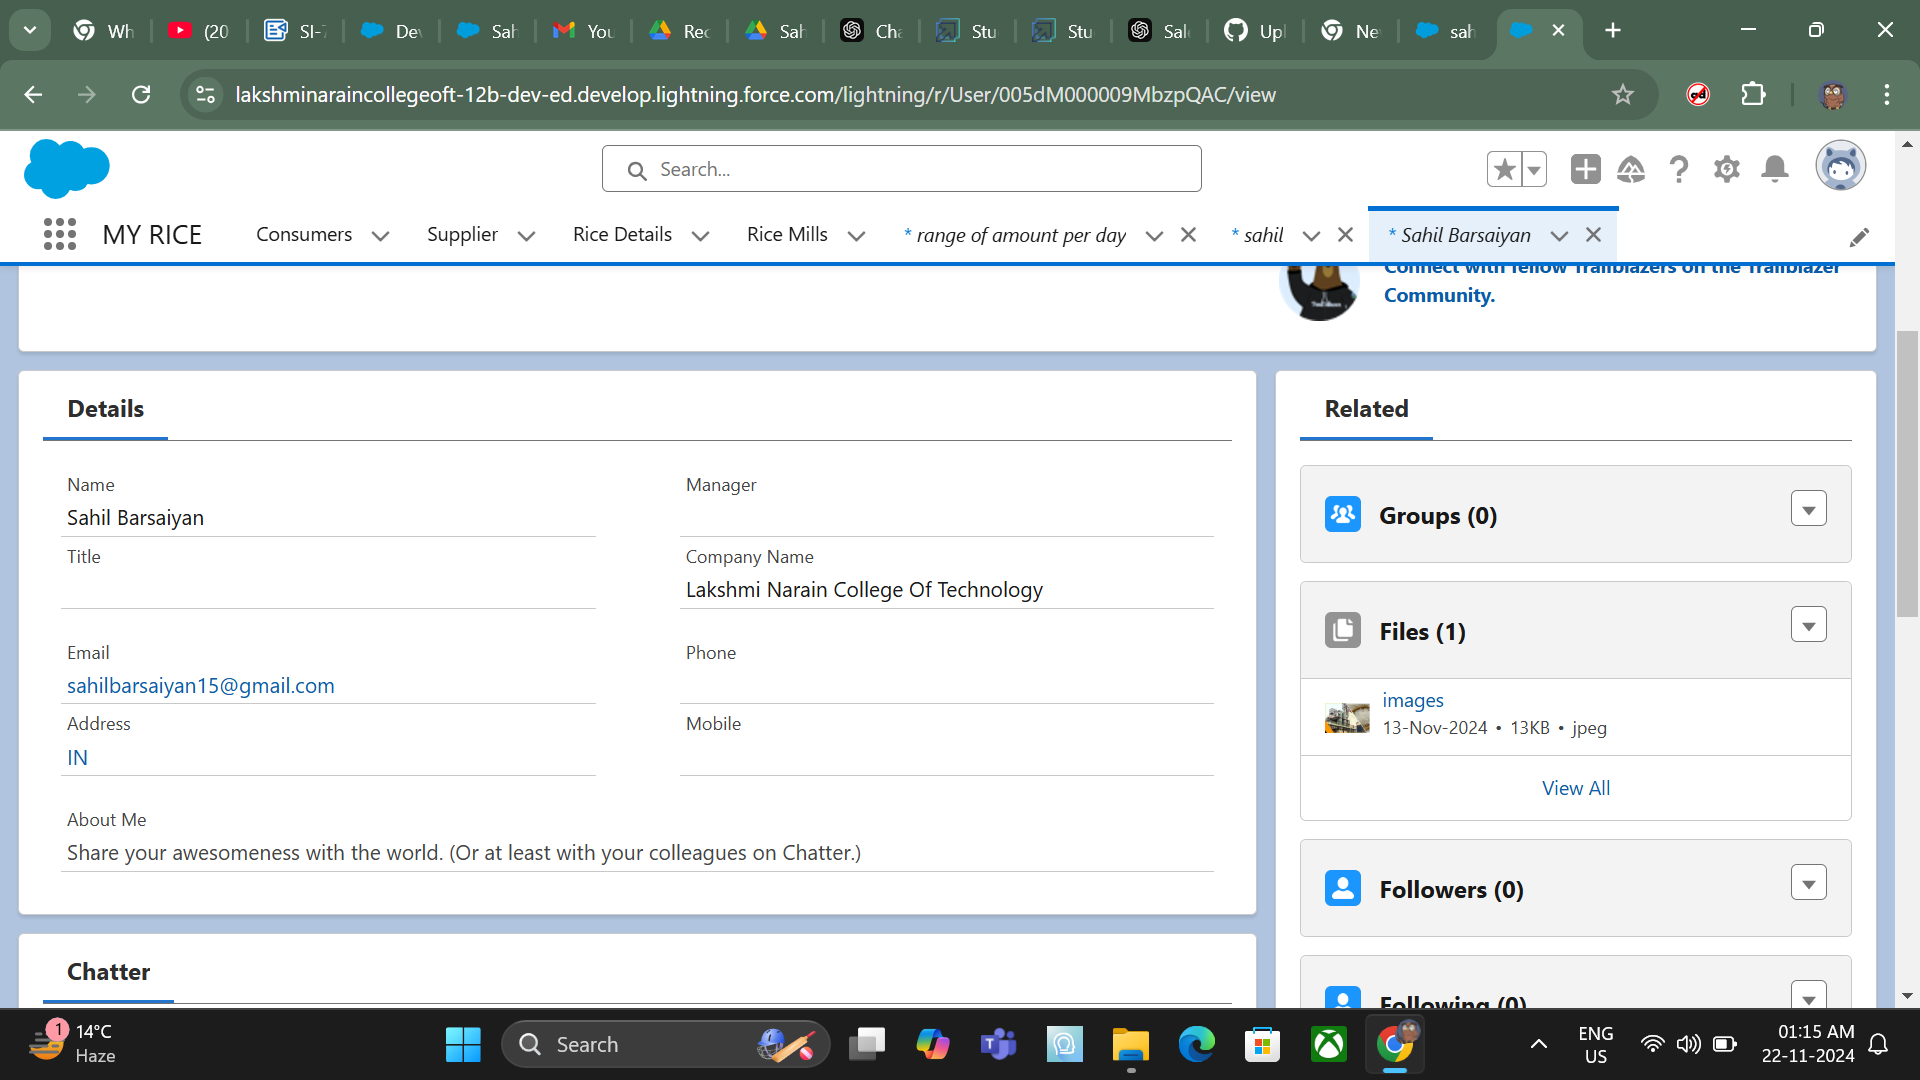 Wh
(20
SI-7
Dev
Sah
You
Rec
Sah
Cha
Stu
Stu
Sal
Upl
Ne
sah
lakshminaraincollegeoft-12b-dev-ed.develop.lightning.force.com/lightning/r/User/005dM000009MbzpQAC/view
Search...
MY RICE
Consumers
Supplier
Rice Details
Rice Mills
* range of amount per day
* sahil
* Sahil Barsaiyan
Connect with fellow Trailblazers on the Trailblazer
Community.
Details
Name
Sahil Barsaiyan
Manager
Title
Company Name
Lakshmi Narain College Of Technology
Email
sahilbarsaiyan15@gmail.com
Phone
Address
IN
Mobile
About Me
Share your awesomeness with the world. (Or at least with your colleagues on Chatter.)
Chatter
Related
Groups (0)
Files (1)
images
13-Nov-2024 • 13KB • jpeg
View All
Followers (0)
Following (0)
1
14°C
Haze
Search
ENG
US
01:15 AM
22-11-2024